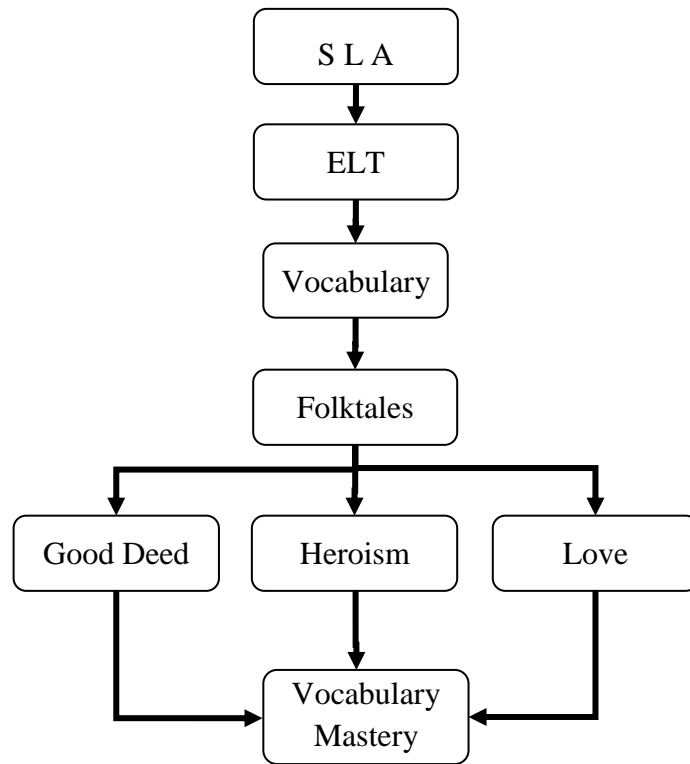 S L A
ELT
Vocabulary
Folktales
Good Deed
Heroism
Love
Vocabulary
Mastery